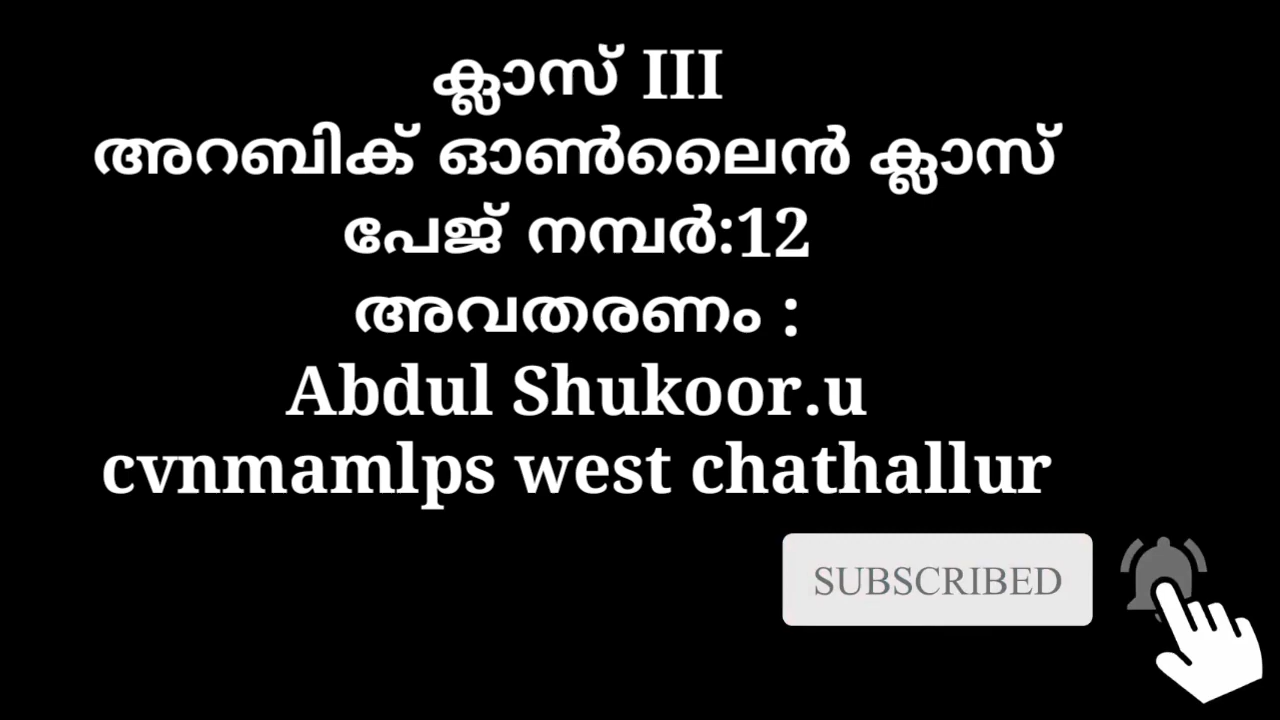 ക്ലാസ് III
അറബിക് ഓൺലൈൻ ക്ലാസ്
പേജ് നമ്പർ:12
അവതരണം :
Abdul Shukoor.u
cvnmamlps west chathallur
SUBSCRIBED